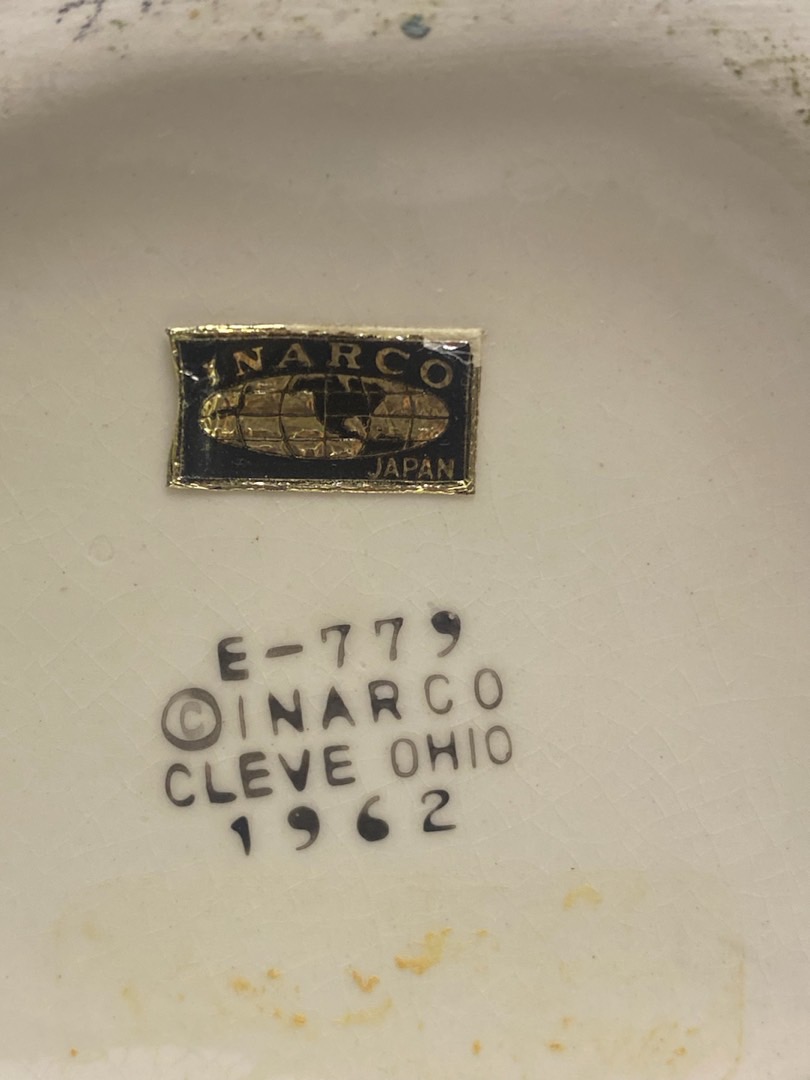 INARCO
JAPAN
E-779
©INARCO
CLEVE OHIO
1962